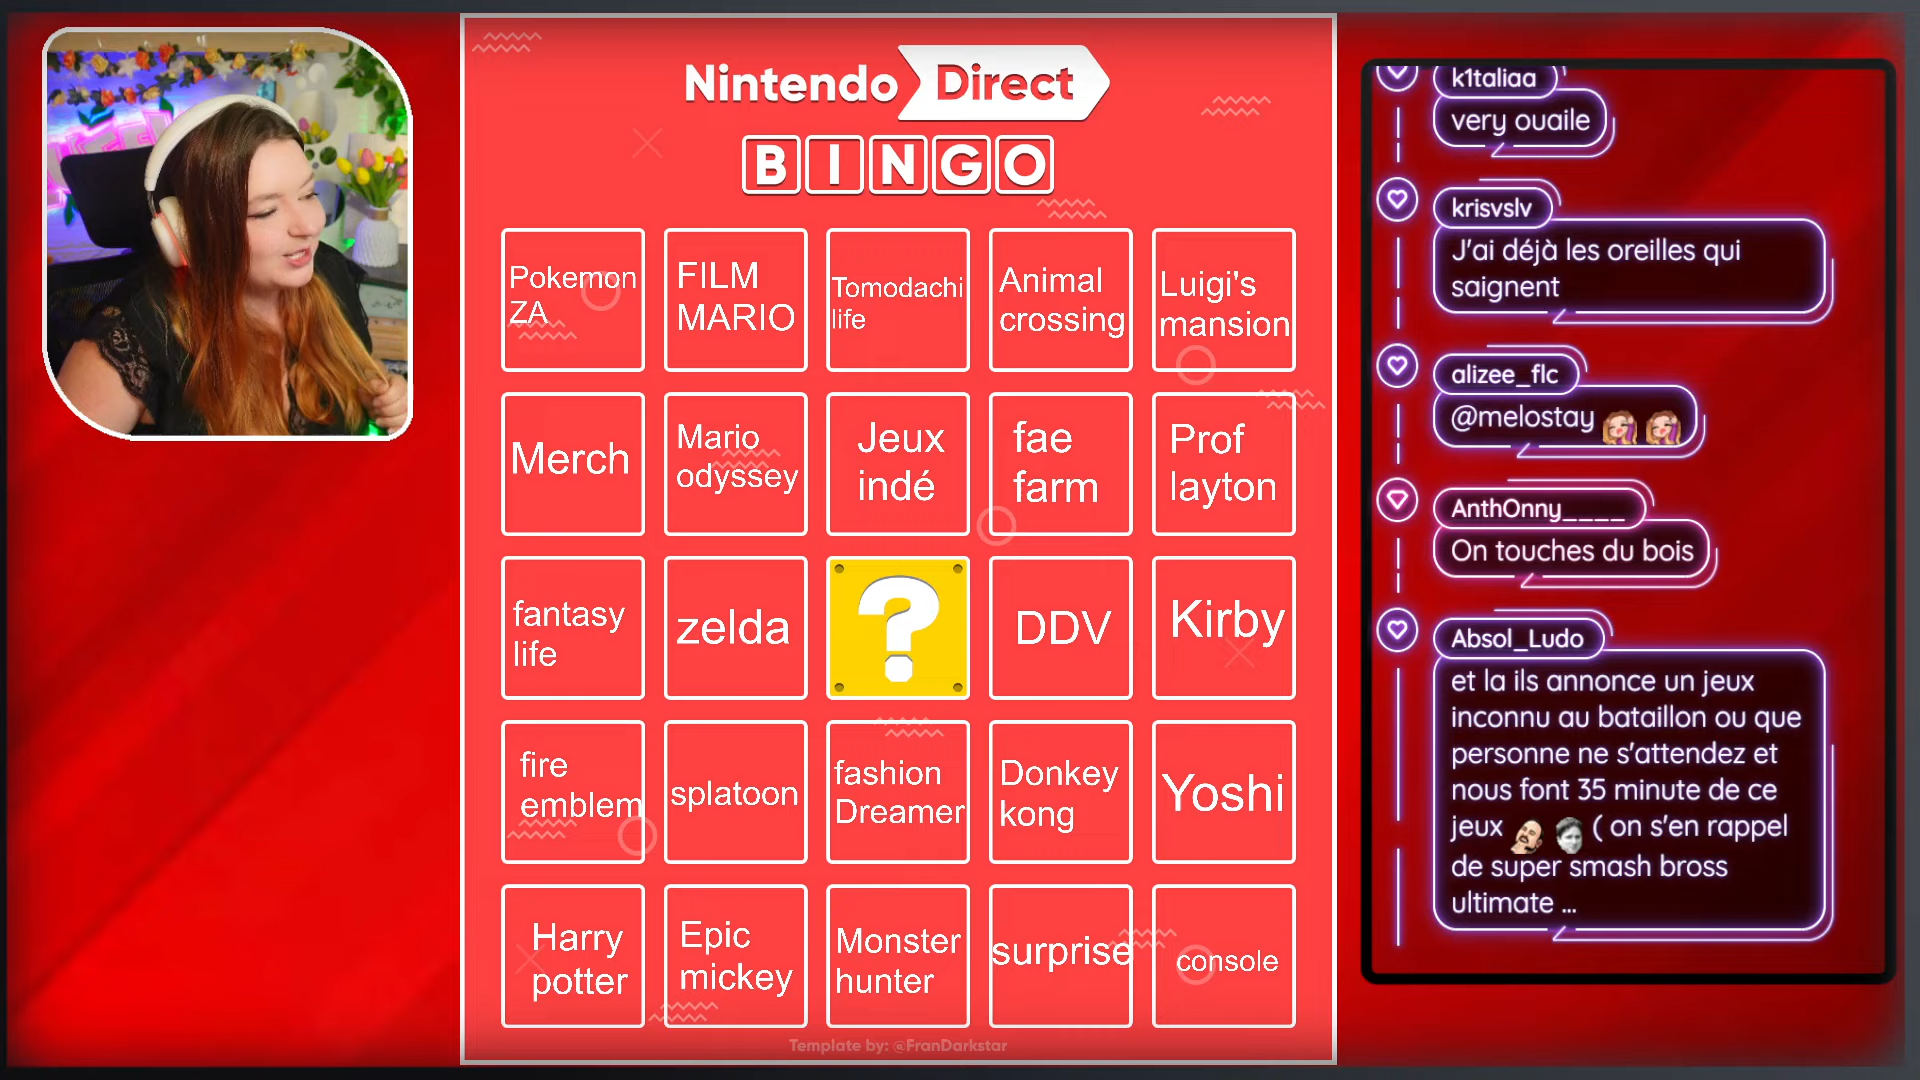 Nintendo Direct
BINGO
Pokemon
ZA
FILM
MARIO
Tomodachi
life
Animal
crossing
Luigi's
mansion
Merch
Mario
odyssey
Jeux
indé
fae
farm
Prof
layton
fantasy
life
zelda
?
DDV
Kirby
fire
emblem
splatoon
fashion
Dreamer
Donkey
kong
Yoshi
Harry
potter
Epic
mickey
Monster
hunter
surprise
console
Template by: @FranDarkstar
k1taliaa
very ouaile
krisvslv
J'ai déjà les oreilles qui
saignent
alizee_flc
@melostay
AnthOnny____
On touches du bois
Absol_Ludo
et la ils annonce un jeux
inconnu au bataillon ou que
personne ne s'attendez et
nous font 35 minute de ce
jeux ( on s'en rappel
de super smash bross
ultimate ...